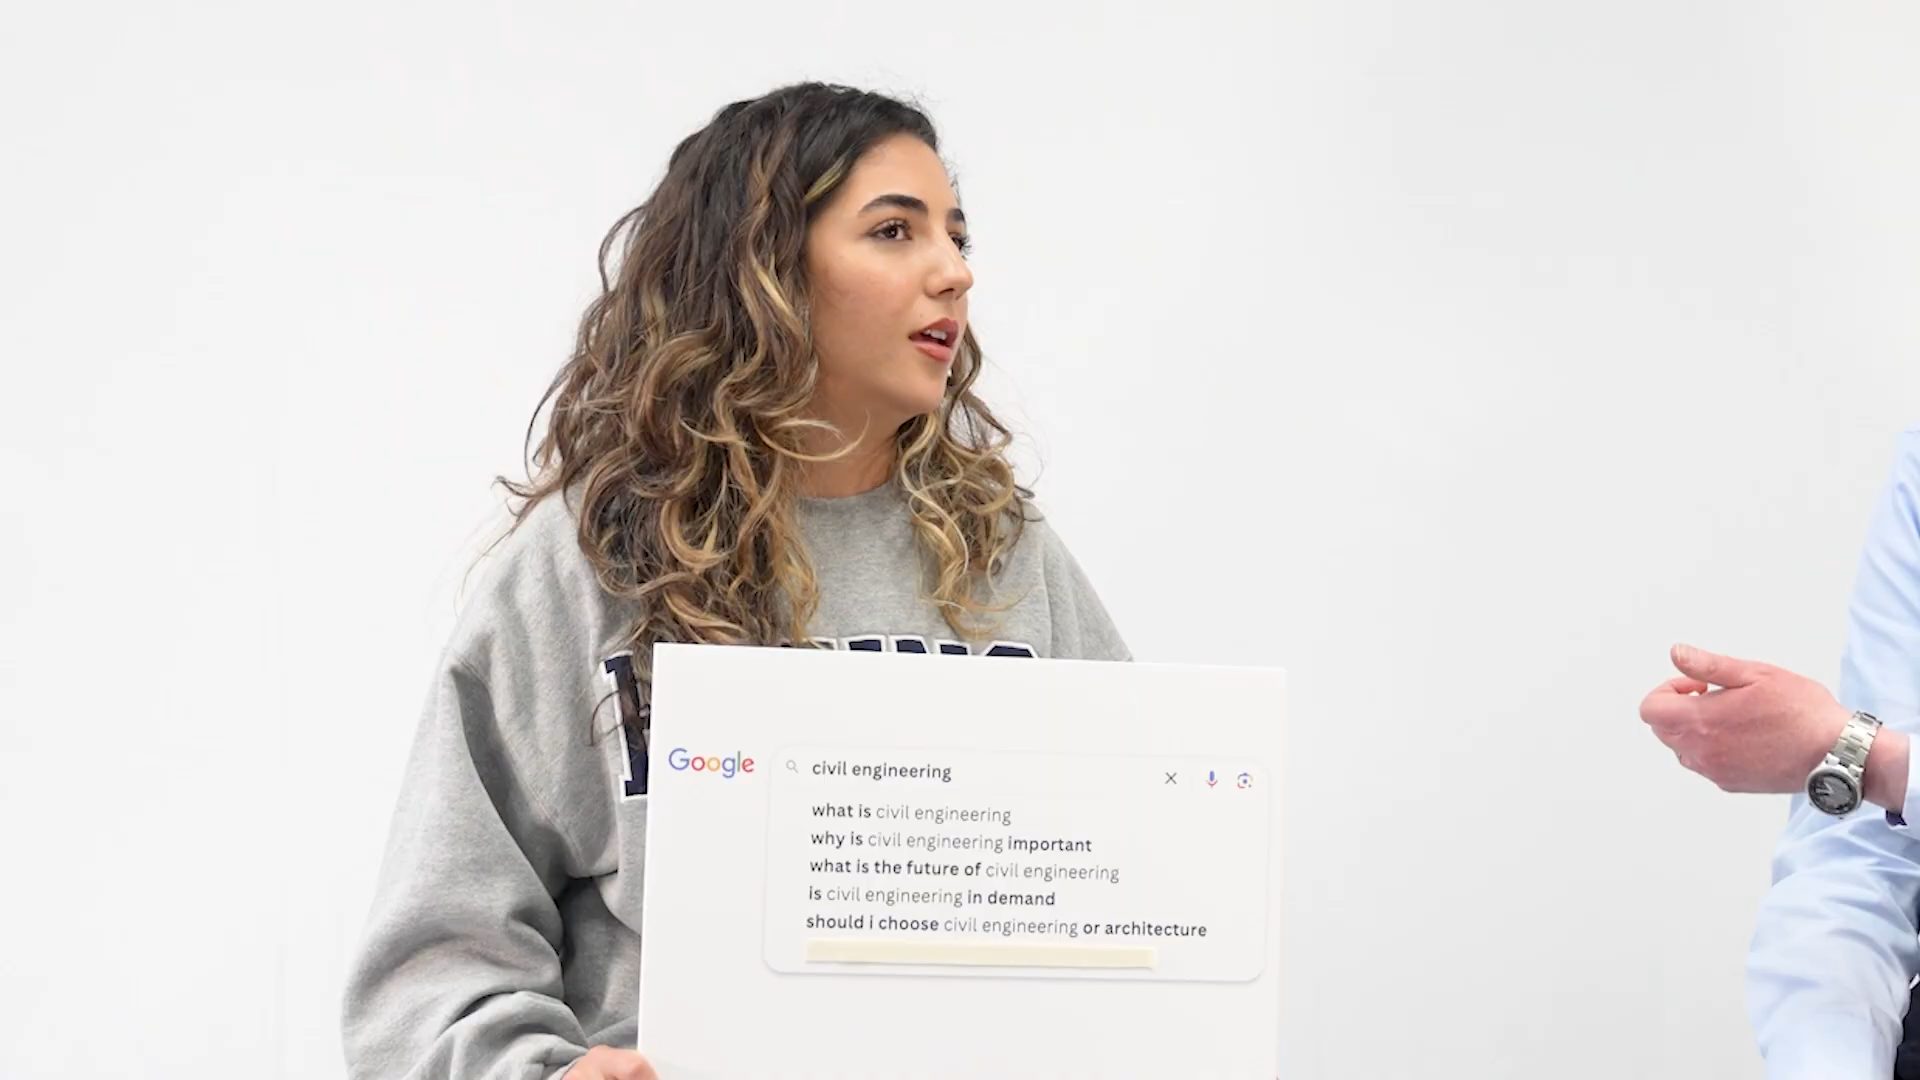 Google
civil engineering
what is civil engineering
why is civil engineering important
what is the future of civil engineering
is civil engineering in demand
should i choose civil engineering or architecture